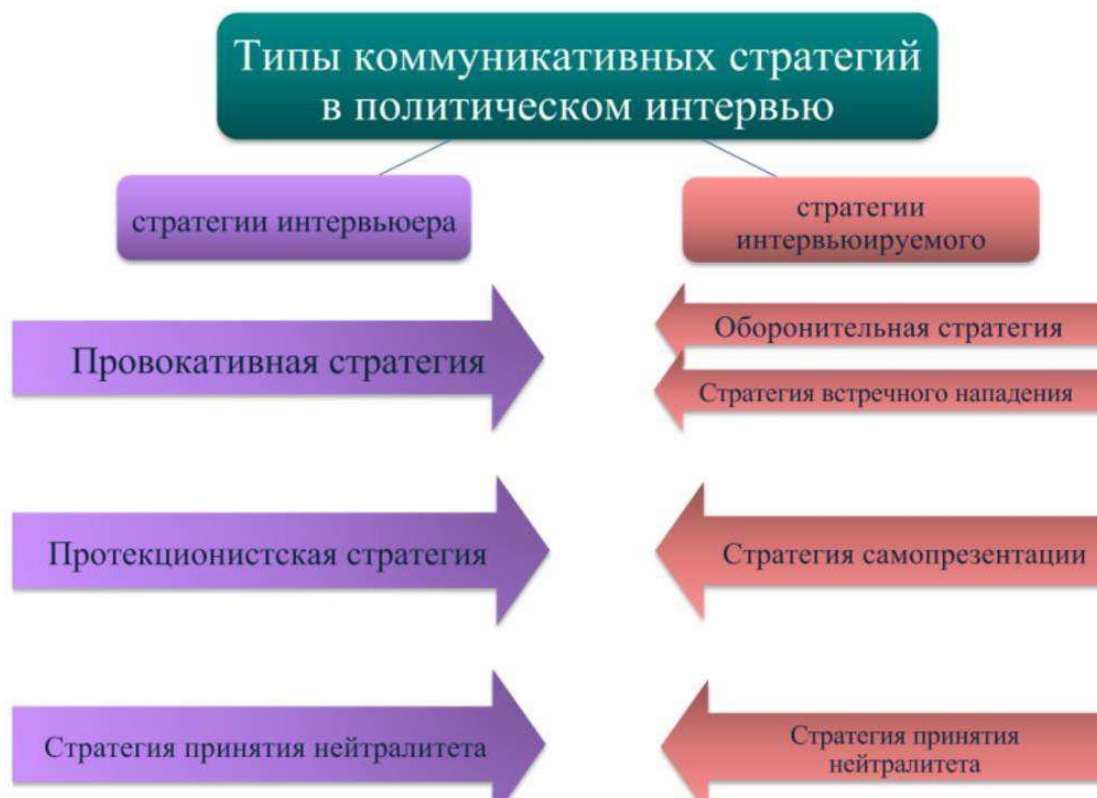 Типы коммуникативных стратегий
в политическом интервью
стратегии интервьюера
стратегии
интервьюируемого
Провокативная стратегия
Оборонительная стратегия
Стратегия встречного нападения
Протекционистская стратегия
Стратегия самопрезентации
Стратегия принятия нейтралитета
Стратегия принятия
нейтралитета